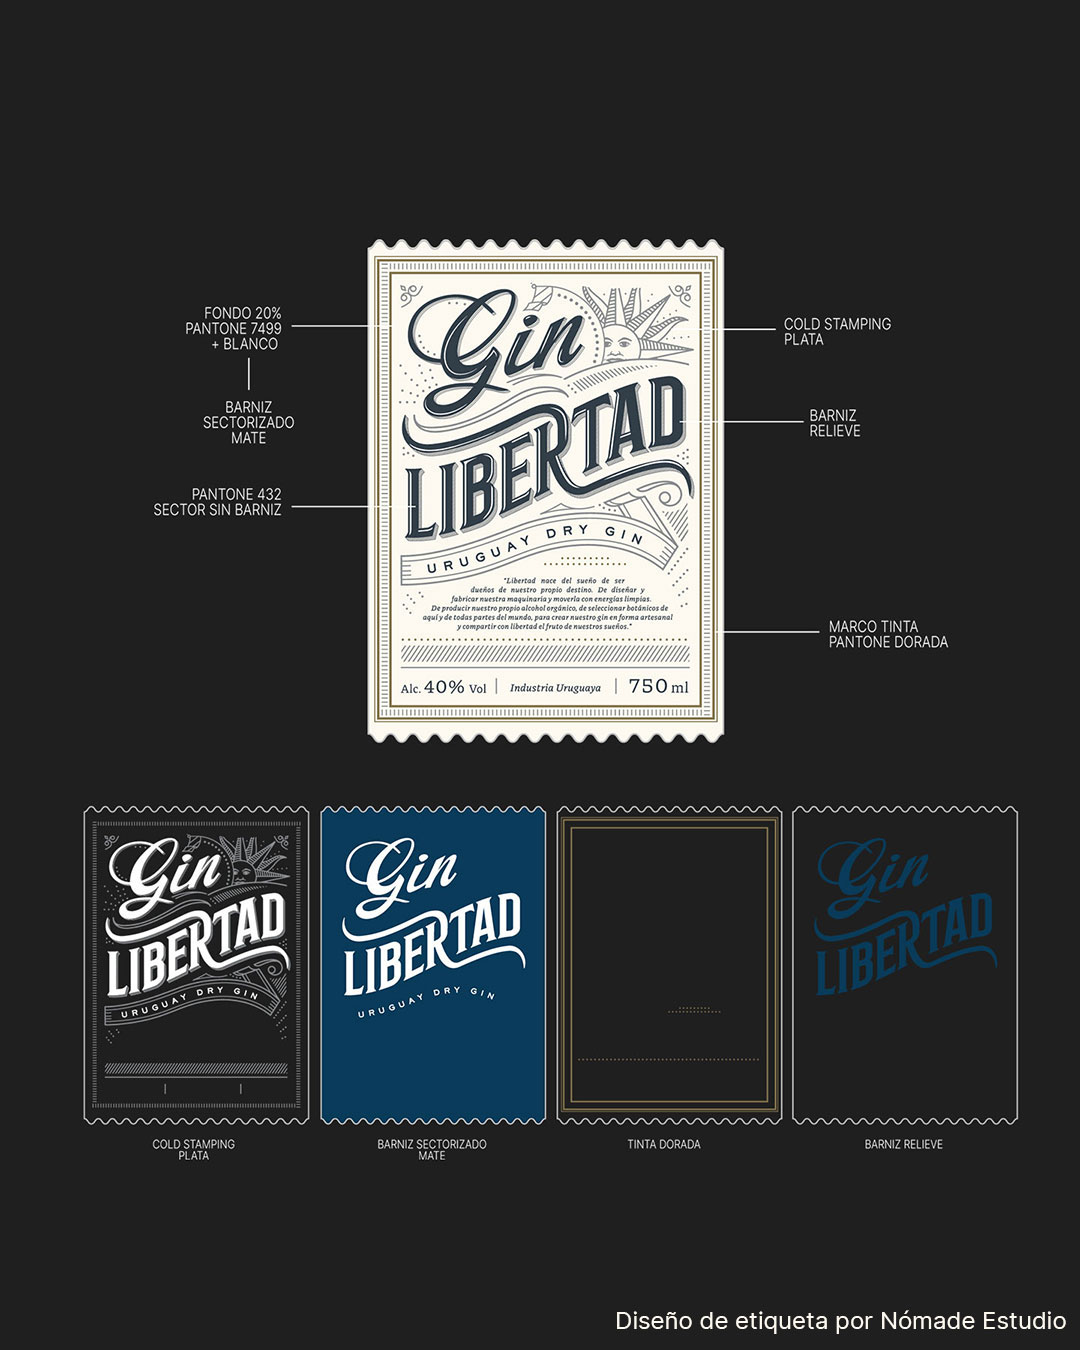 FONDO 20%
PANTONE 7499
+ BLANCO
BARNIZ
SECTORIZADO
MATE
PANTONE 432
SECTOR SIN BARNIZ
Gin
LIBERTAD
URUGUAY DRY GIN
"Libertad nace del sueño de ser
dueños de nuestro propio destino. De diseñar y
fabricar nuestra maquinaria y moverla con energías limpias.
De producir nuestro propio alcohol orgánico, de seleccionar botánicos de
aquí y de todas partes del mundo, para crear nuestro gin en forma artesanal
y compartir con libertad el fruto de nuestros sueños."
Alc. 40% Vol | Industria Uruguaya | 750 ml
COLD STAMPING
PLATA
BARNIZ
RELIEVE
MARCO TINTA
PANTONE DORADA
Gin
LIBERTAD
URUGUAY DRY GIN
COLD STAMPING
PLATA
Gin
LIBERTAD
URUGUAY DRY GIN
BARNIZ SECTORIZADO
MATE
TINTA DORADA
Gin
LIBERTAD
BARNIZ RELIEVE
Diseño de etiqueta por Nómade Estudio